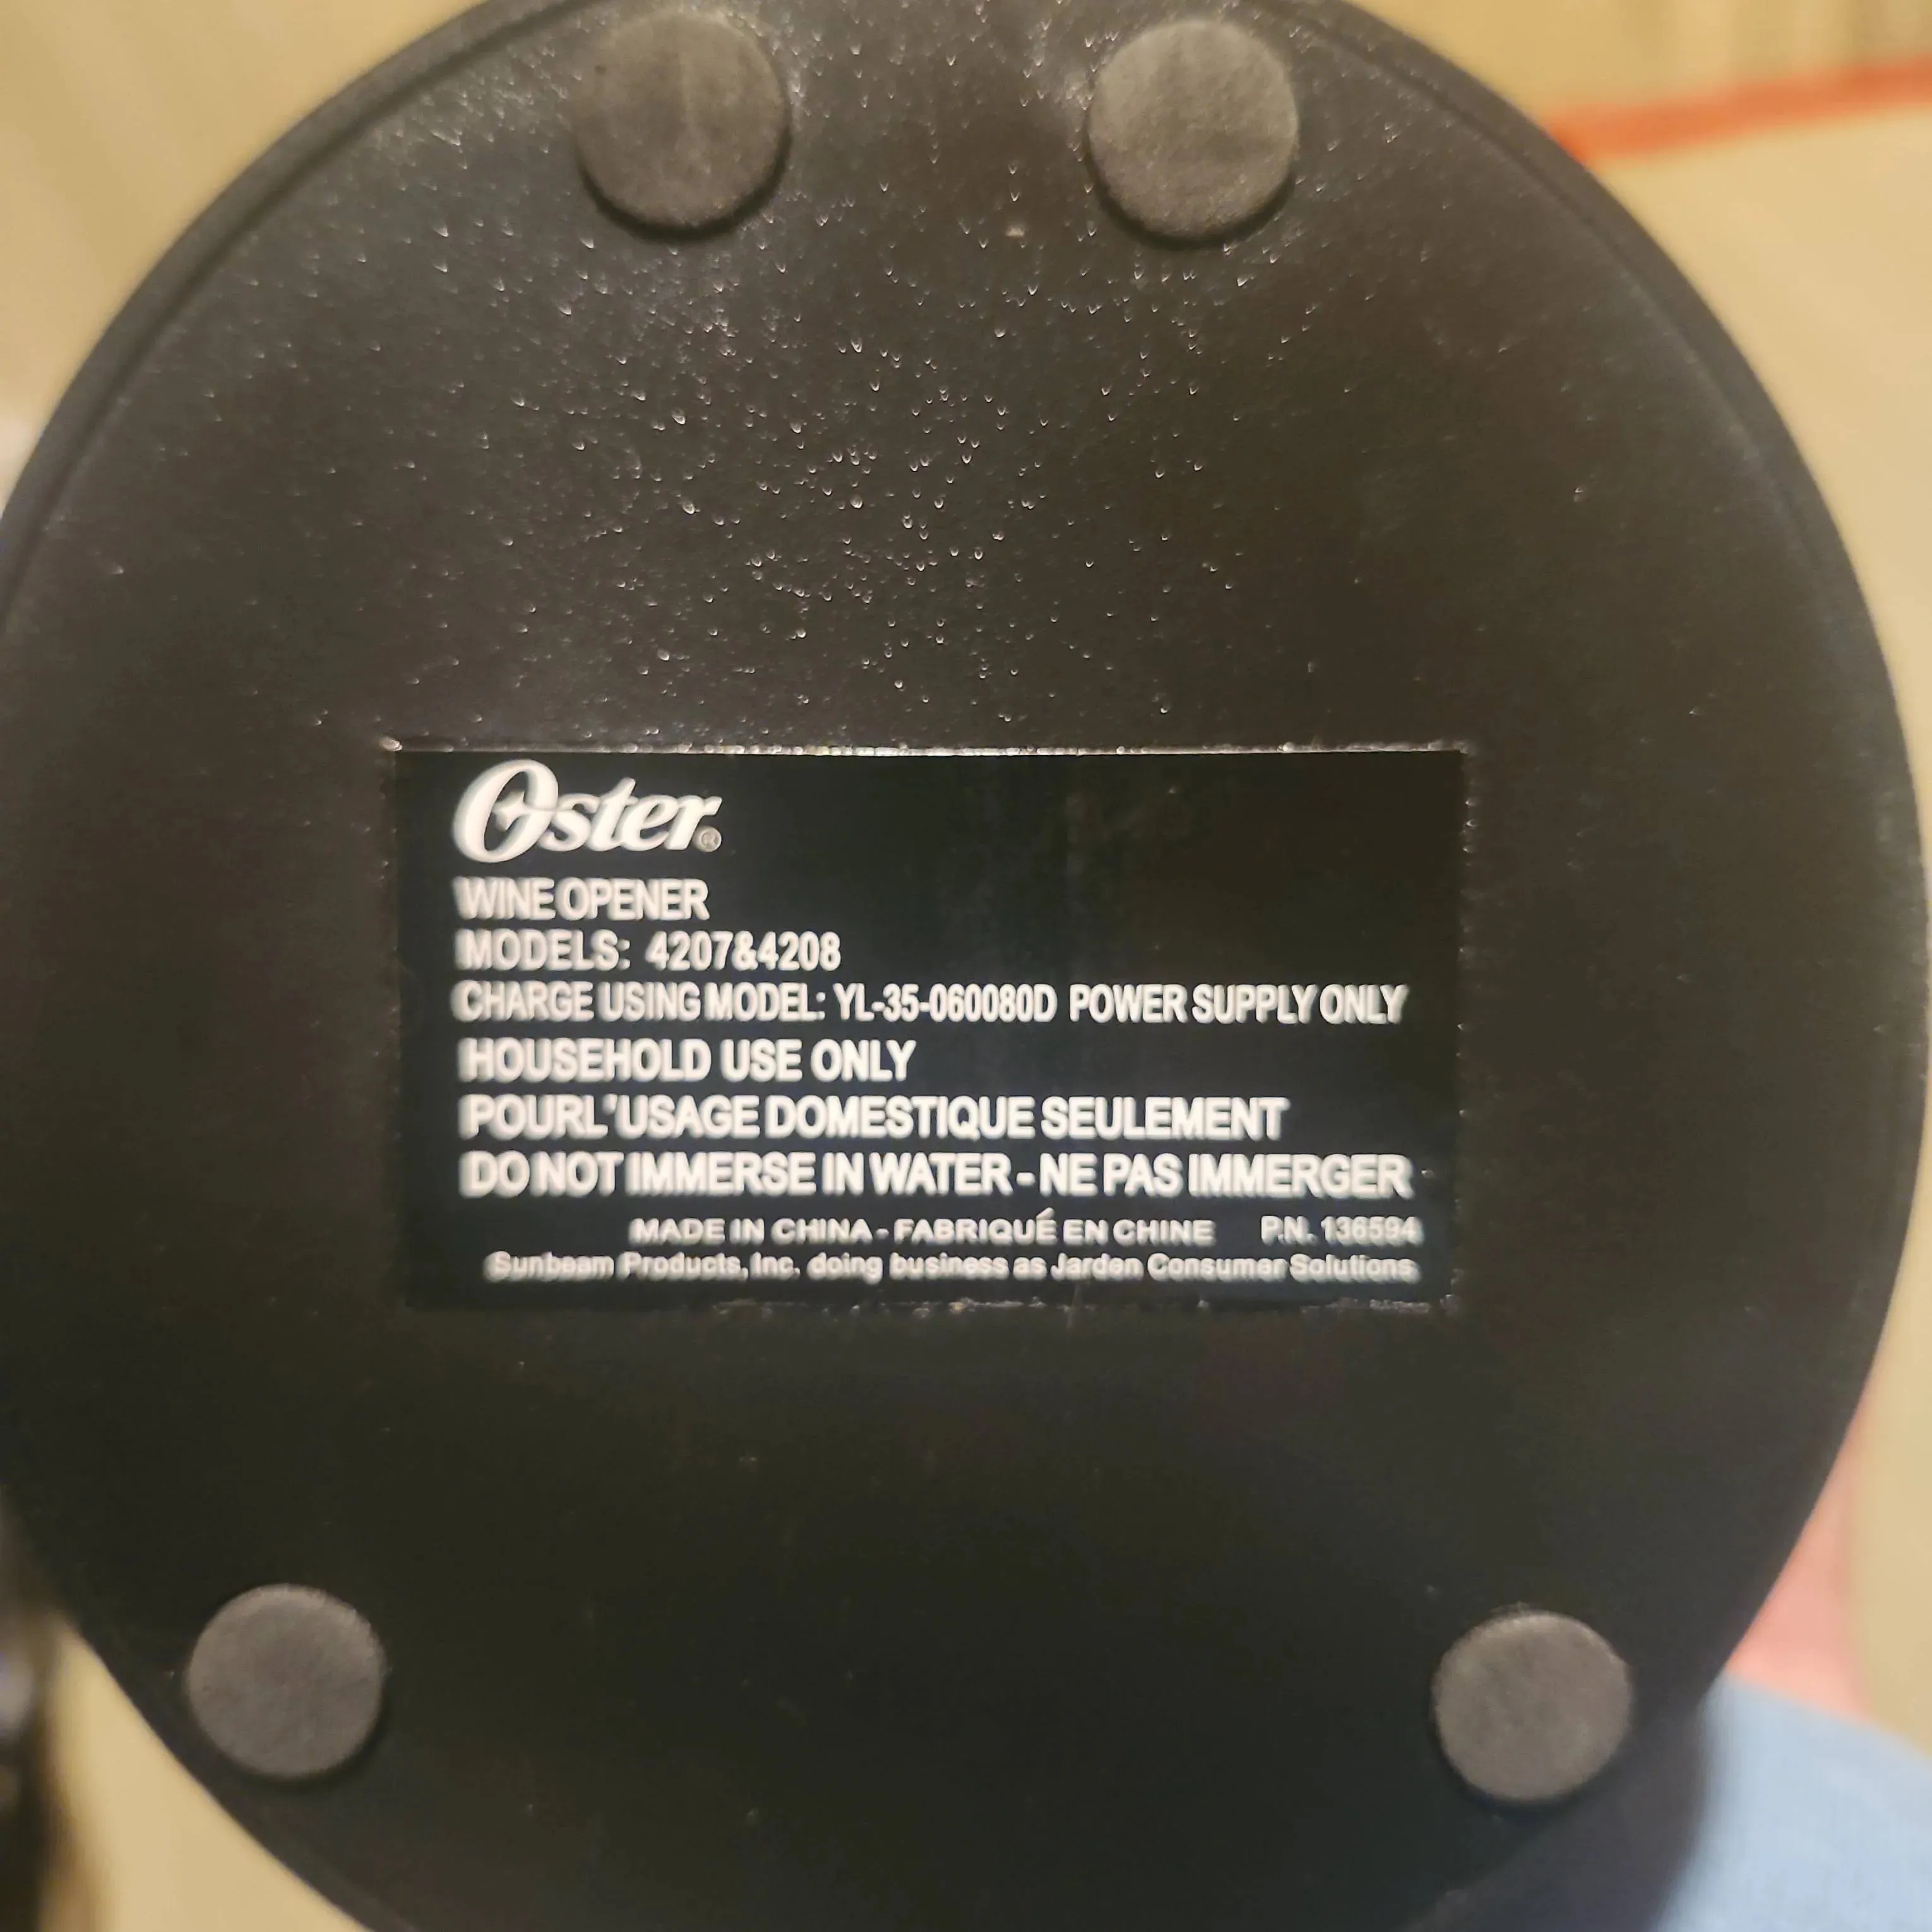 Oster®
WINE OPENER
MODELS: 4207&4208
CHARGE USING MODEL: YL-35-060080D POWER SUPPLY ONLY
HOUSEHOLD USE ONLY
POUR L'USAGE DOMESTIQUE SEULEMENT
DO NOT IMMERSE IN WATER - NE PAS IMMERGER
MADE IN CHINA - FABRIQUÉ EN CHINE P.N. 136594
Sunbeam Products, Inc. doing business as Jarden Consumer Solutions